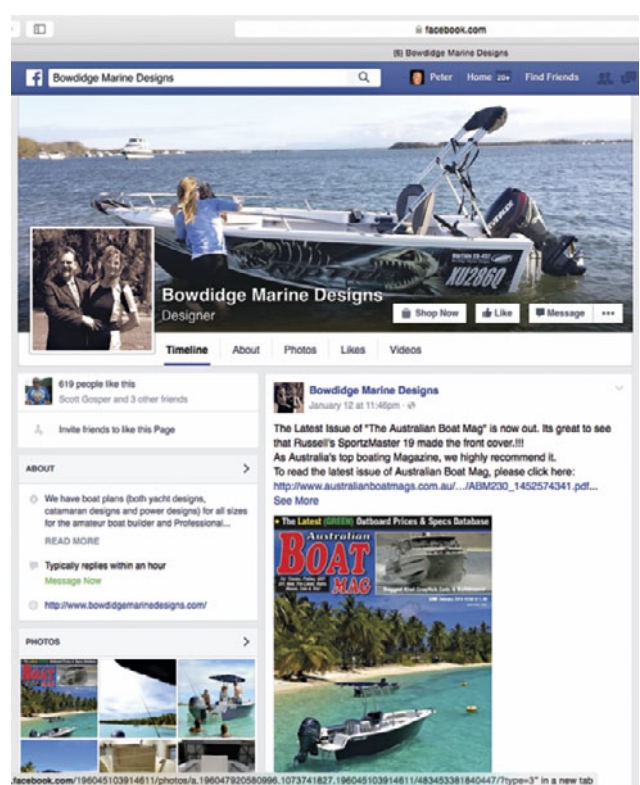 facebook.com
(5) Bowdidge Marine Designs
Bowdidge Marine Designs
Peter Home 20+ Find Friends
XU286Q
Bowdidge Marine Designs
Designer
Shop Now Like Message •••
Timeline About Photos Likes Videos
619 people like this
Scott Gosper and 3 other friends
Invite friends to like this Page
ABOUT
We have boat plans (both yacht designs,
catamaran designs and power designs) for all sizes
for the amateur boat builder and Professional...
READ MORE
Typically replies within an hour
Message Now
http://www.bowdidgemarinedesigns.com/
PHOTOS
Bowdidge Marine Designs
January 12 at 11:46pm ·
The Latest Issue of "The Australian Boat Mag" is now out. Its great to see
that Russell's SportzMaster 19 made the front cover.!!!
As Australia's top boating Magazine, we highly recommend it.
To read the latest issue of Australian Boat Mag, please click here:
http://www.australianboatmags.com.au/.../ABM230_1452574341.pdf...
See More
The Latest (GREEN) Outboard Prices & Specs Database
Australian
BOAT
MAG
.facebook.com/196045103914611/photos/a.196047920580996.1073741827.196045103914611/483453381840447/?type=3" in a new tab